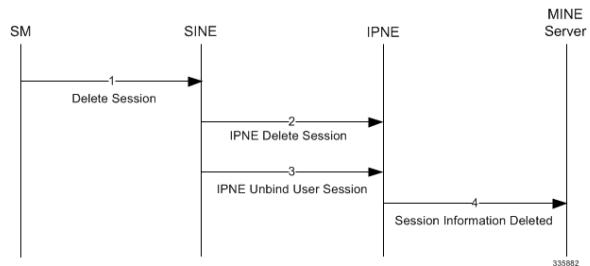 MINE
SM SINE IPNE Server
1
Delete Session
2
IPNE Delete Session
3
IPNE Unbind User Session
4
Session Information Deleted
335882